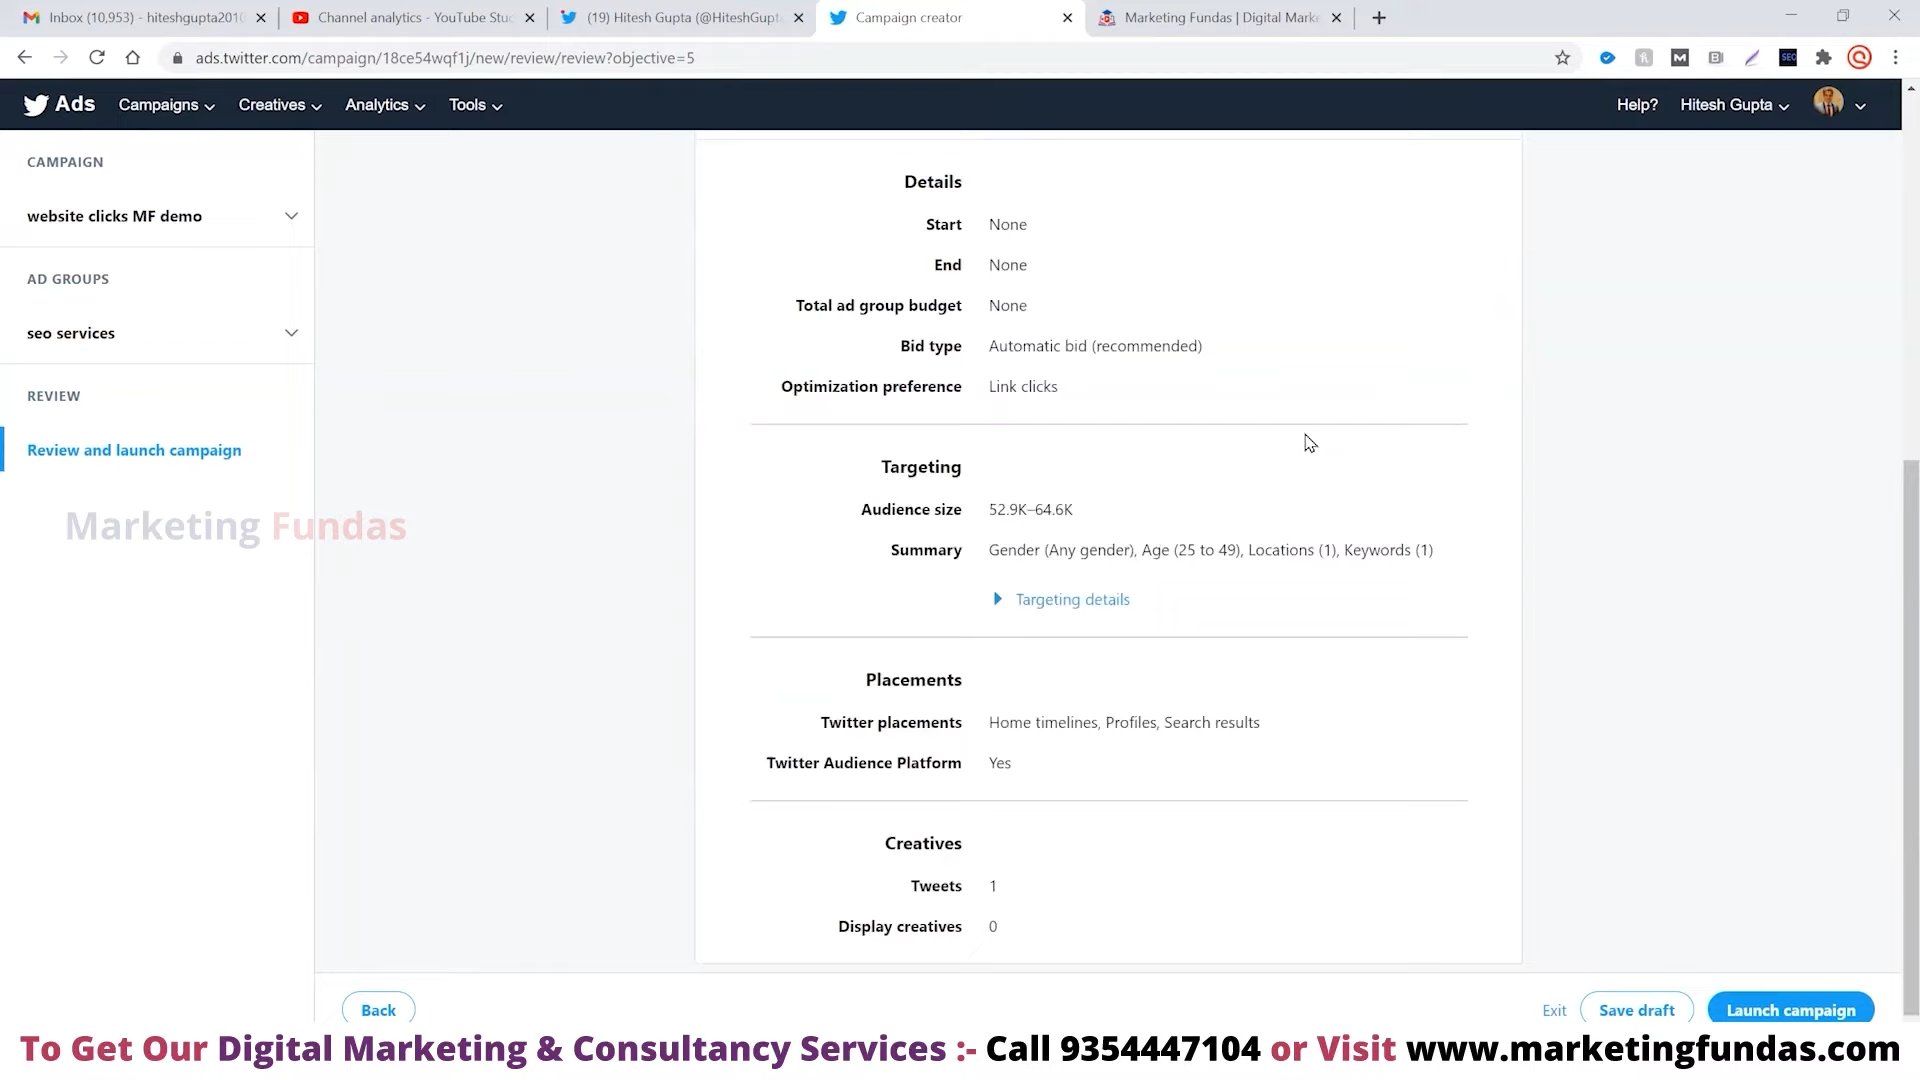 Inbox (10,953) - hiteshgupta2010
Channel analytics - YouTube Stu
(19) Hitesh Gupta (@HiteshGupt
Campaign creator
Marketing Fundas | Digital Marke
ads.twitter.com/campaign/18ce54wqf1j/new/review/review?objective=5
Ads
Campaigns
Creatives
Analytics
Tools
Help?
Hitesh Gupta
CAMPAIGN
website clicks MF demo
AD GROUPS
seo services
REVIEW
Review and launch campaign
Marketing Fundas
Details
Start None
End None
Total ad group budget None
Bid type Automatic bid (recommended)
Optimization preference Link clicks
Targeting
Audience size 52.9K–64.6K
Summary Gender (Any gender), Age (25 to 49), Locations (1), Keywords (1)
Targeting details
Placements
Twitter placements Home timelines, Profiles, Search results
Twitter Audience Platform Yes
Creatives
Tweets 1
Display creatives 0
Back
Exit
Save draft
Launch campaign
To Get Our Digital Marketing & Consultancy Services :- Call 9354447104 or Visit www.marketingfundas.com